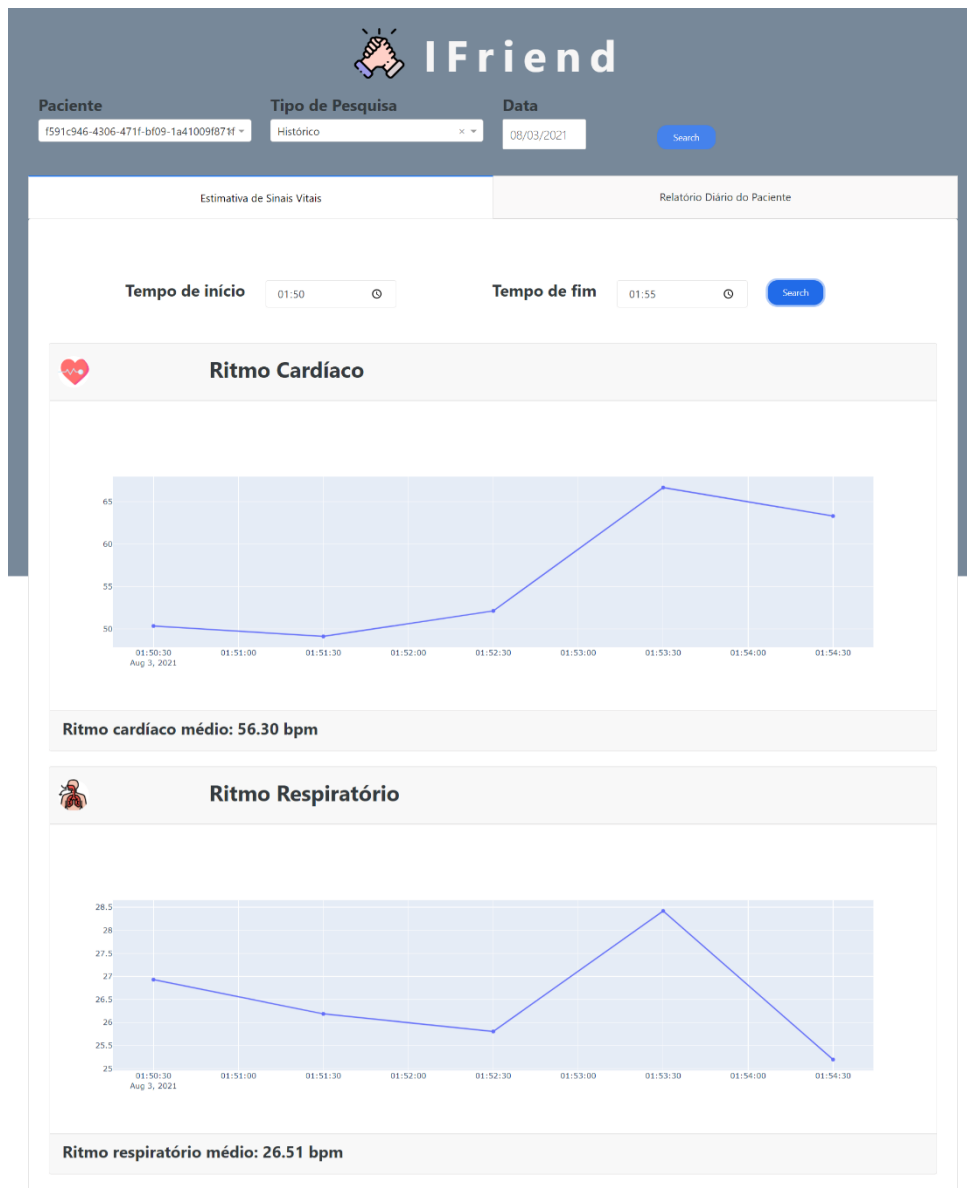 IFriend
Paciente Tipo de Pesquisa Data
Histórico × 08/03/2021 Search
Estimativa de Sinais Vitais Relatório Diário do Paciente
Tempo de início 01:50 Tempo de fim 01:55 Search
Ritmo Cardíaco
65
60
55
50
01:50:30 01:51:00 01:51:30 01:52:00 01:52:30 01:53:00 01:53:30 01:54:00 01:54:30
Aug 3, 2021
Ritmo cardíaco médio: 56.30 bpm
Ritmo Respiratório
28.5
28
27.5
27
26.5
26
25.5
25
01:50:30 01:51:00 01:51:30 01:52:00 01:52:30 01:53:00 01:53:30 01:54:00 01:54:30
Aug 3, 2021
Ritmo respiratório médio: 26.51 bpm